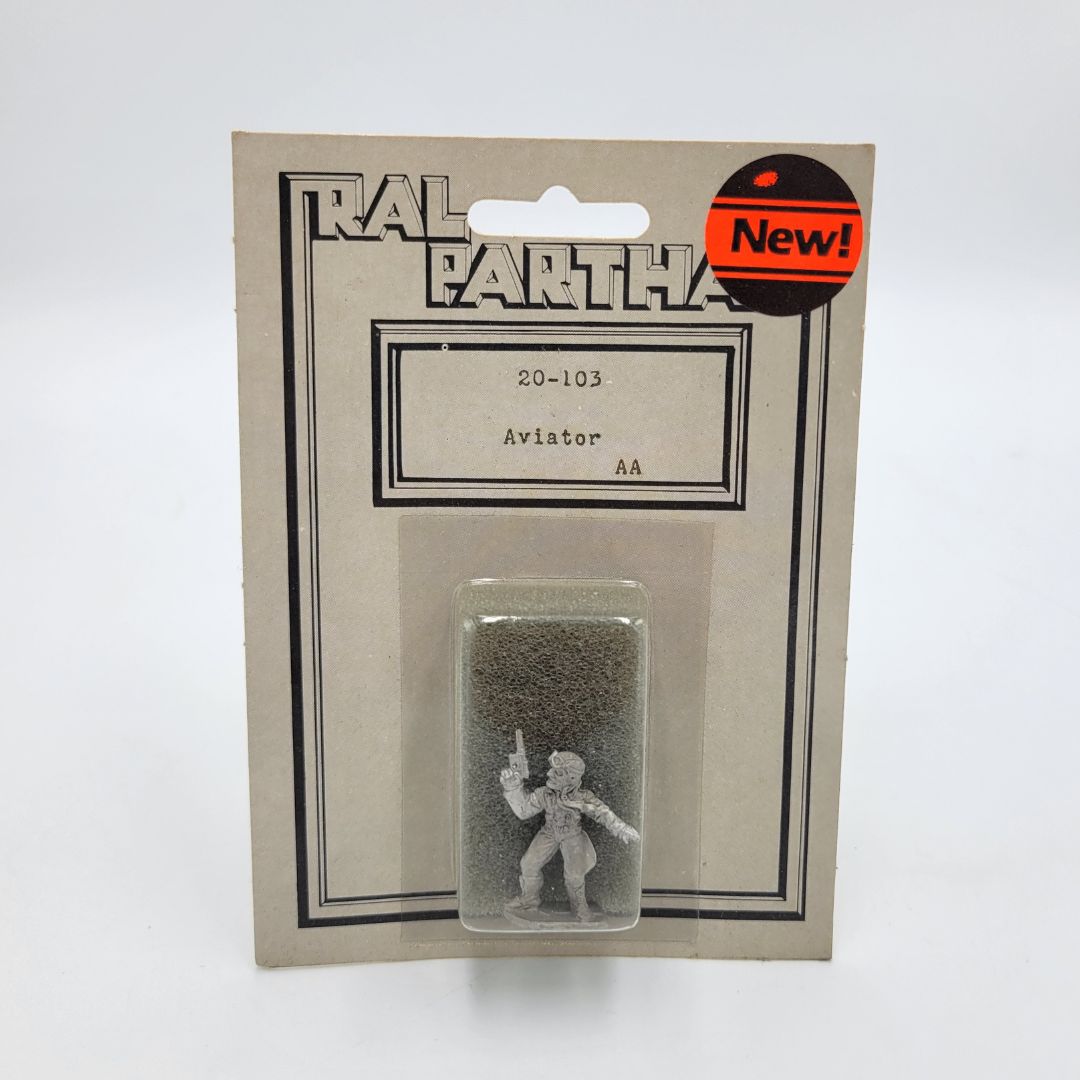 RAL
PARTHA
New!
20-103
Aviator
AA